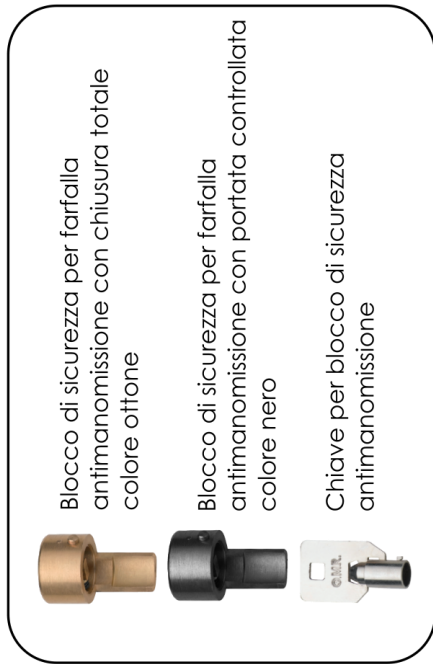 Blocco di sicurezza per farfalla
antimanomissione con chiusura totale
colore ottone
Blocco di sicurezza per farfalla
antimanomissione con portata controllata
colore nero
O.M.R.
Chiave per blocco di sicurezza
antimanomissione